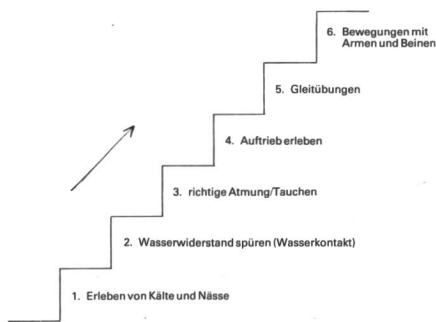 6. Bewegungen mit
Armen und Beinen
5. Gleitübungen
4. Auftrieb erleben
3. richtige Atmung/Tauchen
2. Wasserwiderstand spüren (Wasserkontakt)
1. Erleben von Kälte und Nässe